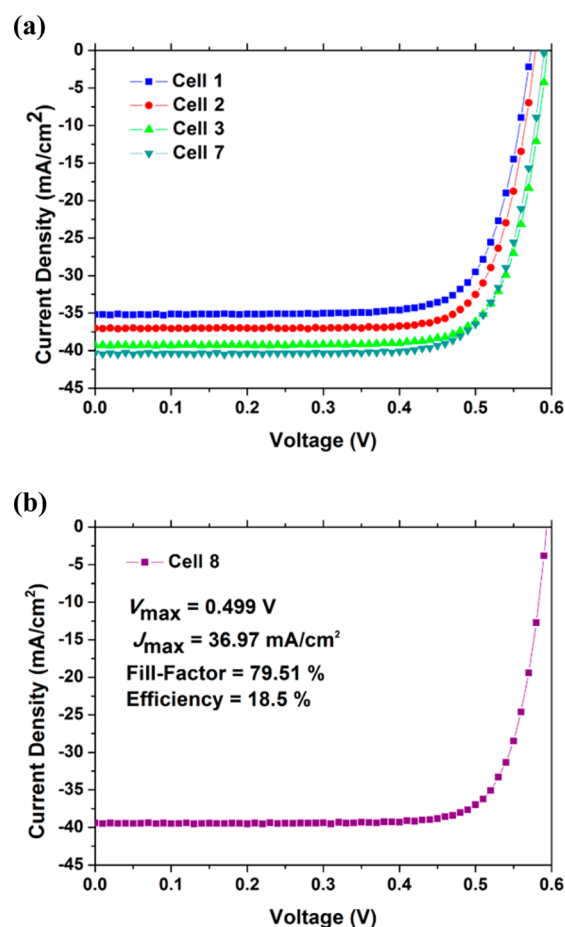 (a)
0
-5
-10
-15
-20
-25
-30
-35
-40
-45
Current Density (mA/cm²)
Cell 1
Cell 2
Cell 3
Cell 7
0.0 0.1 0.2 0.3 0.4 0.5 0.6
Voltage (V)
(b)
0
-5
-10
-15
-20
-25
-30
-35
-40
-45
Current Density (mA/cm²)
Cell 8
Vmax = 0.499 V
Jmax = 36.97 mA/cm²
Fill-Factor = 79.51 %
Efficiency = 18.5 %
0.0 0.1 0.2 0.3 0.4 0.5 0.6
Voltage (V)